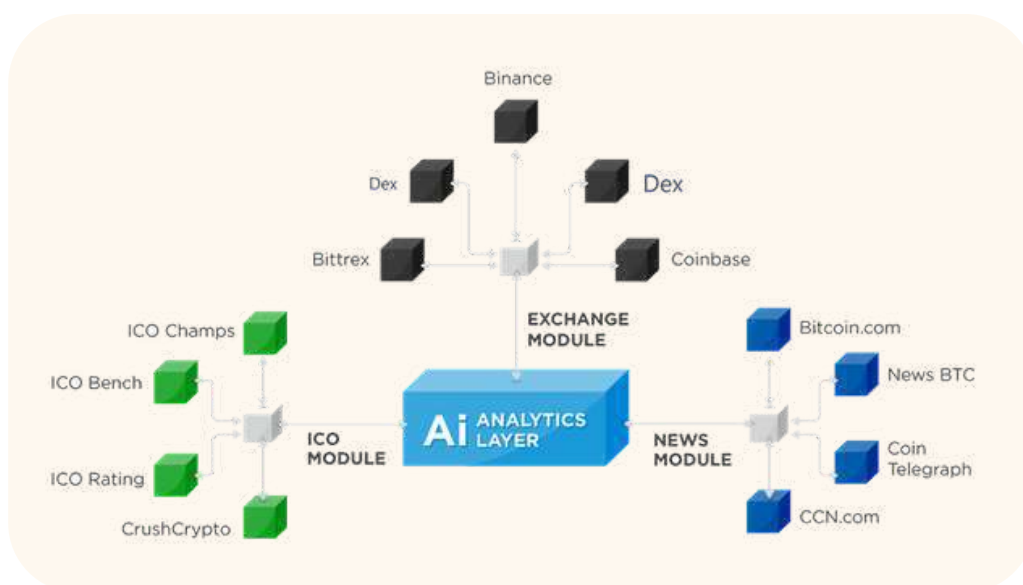 Binance
Dex
Dex
Bittrex
Coinbase
EXCHANGE
MODULE
ICO Champs
ICO Bench
ICO Rating
CrushCrypto
ICO
MODULE
Ai ANALYTICS
LAYER
NEWS
MODULE
Bitcoin.com
News BTC
Coin
Telegraph
CCN.com